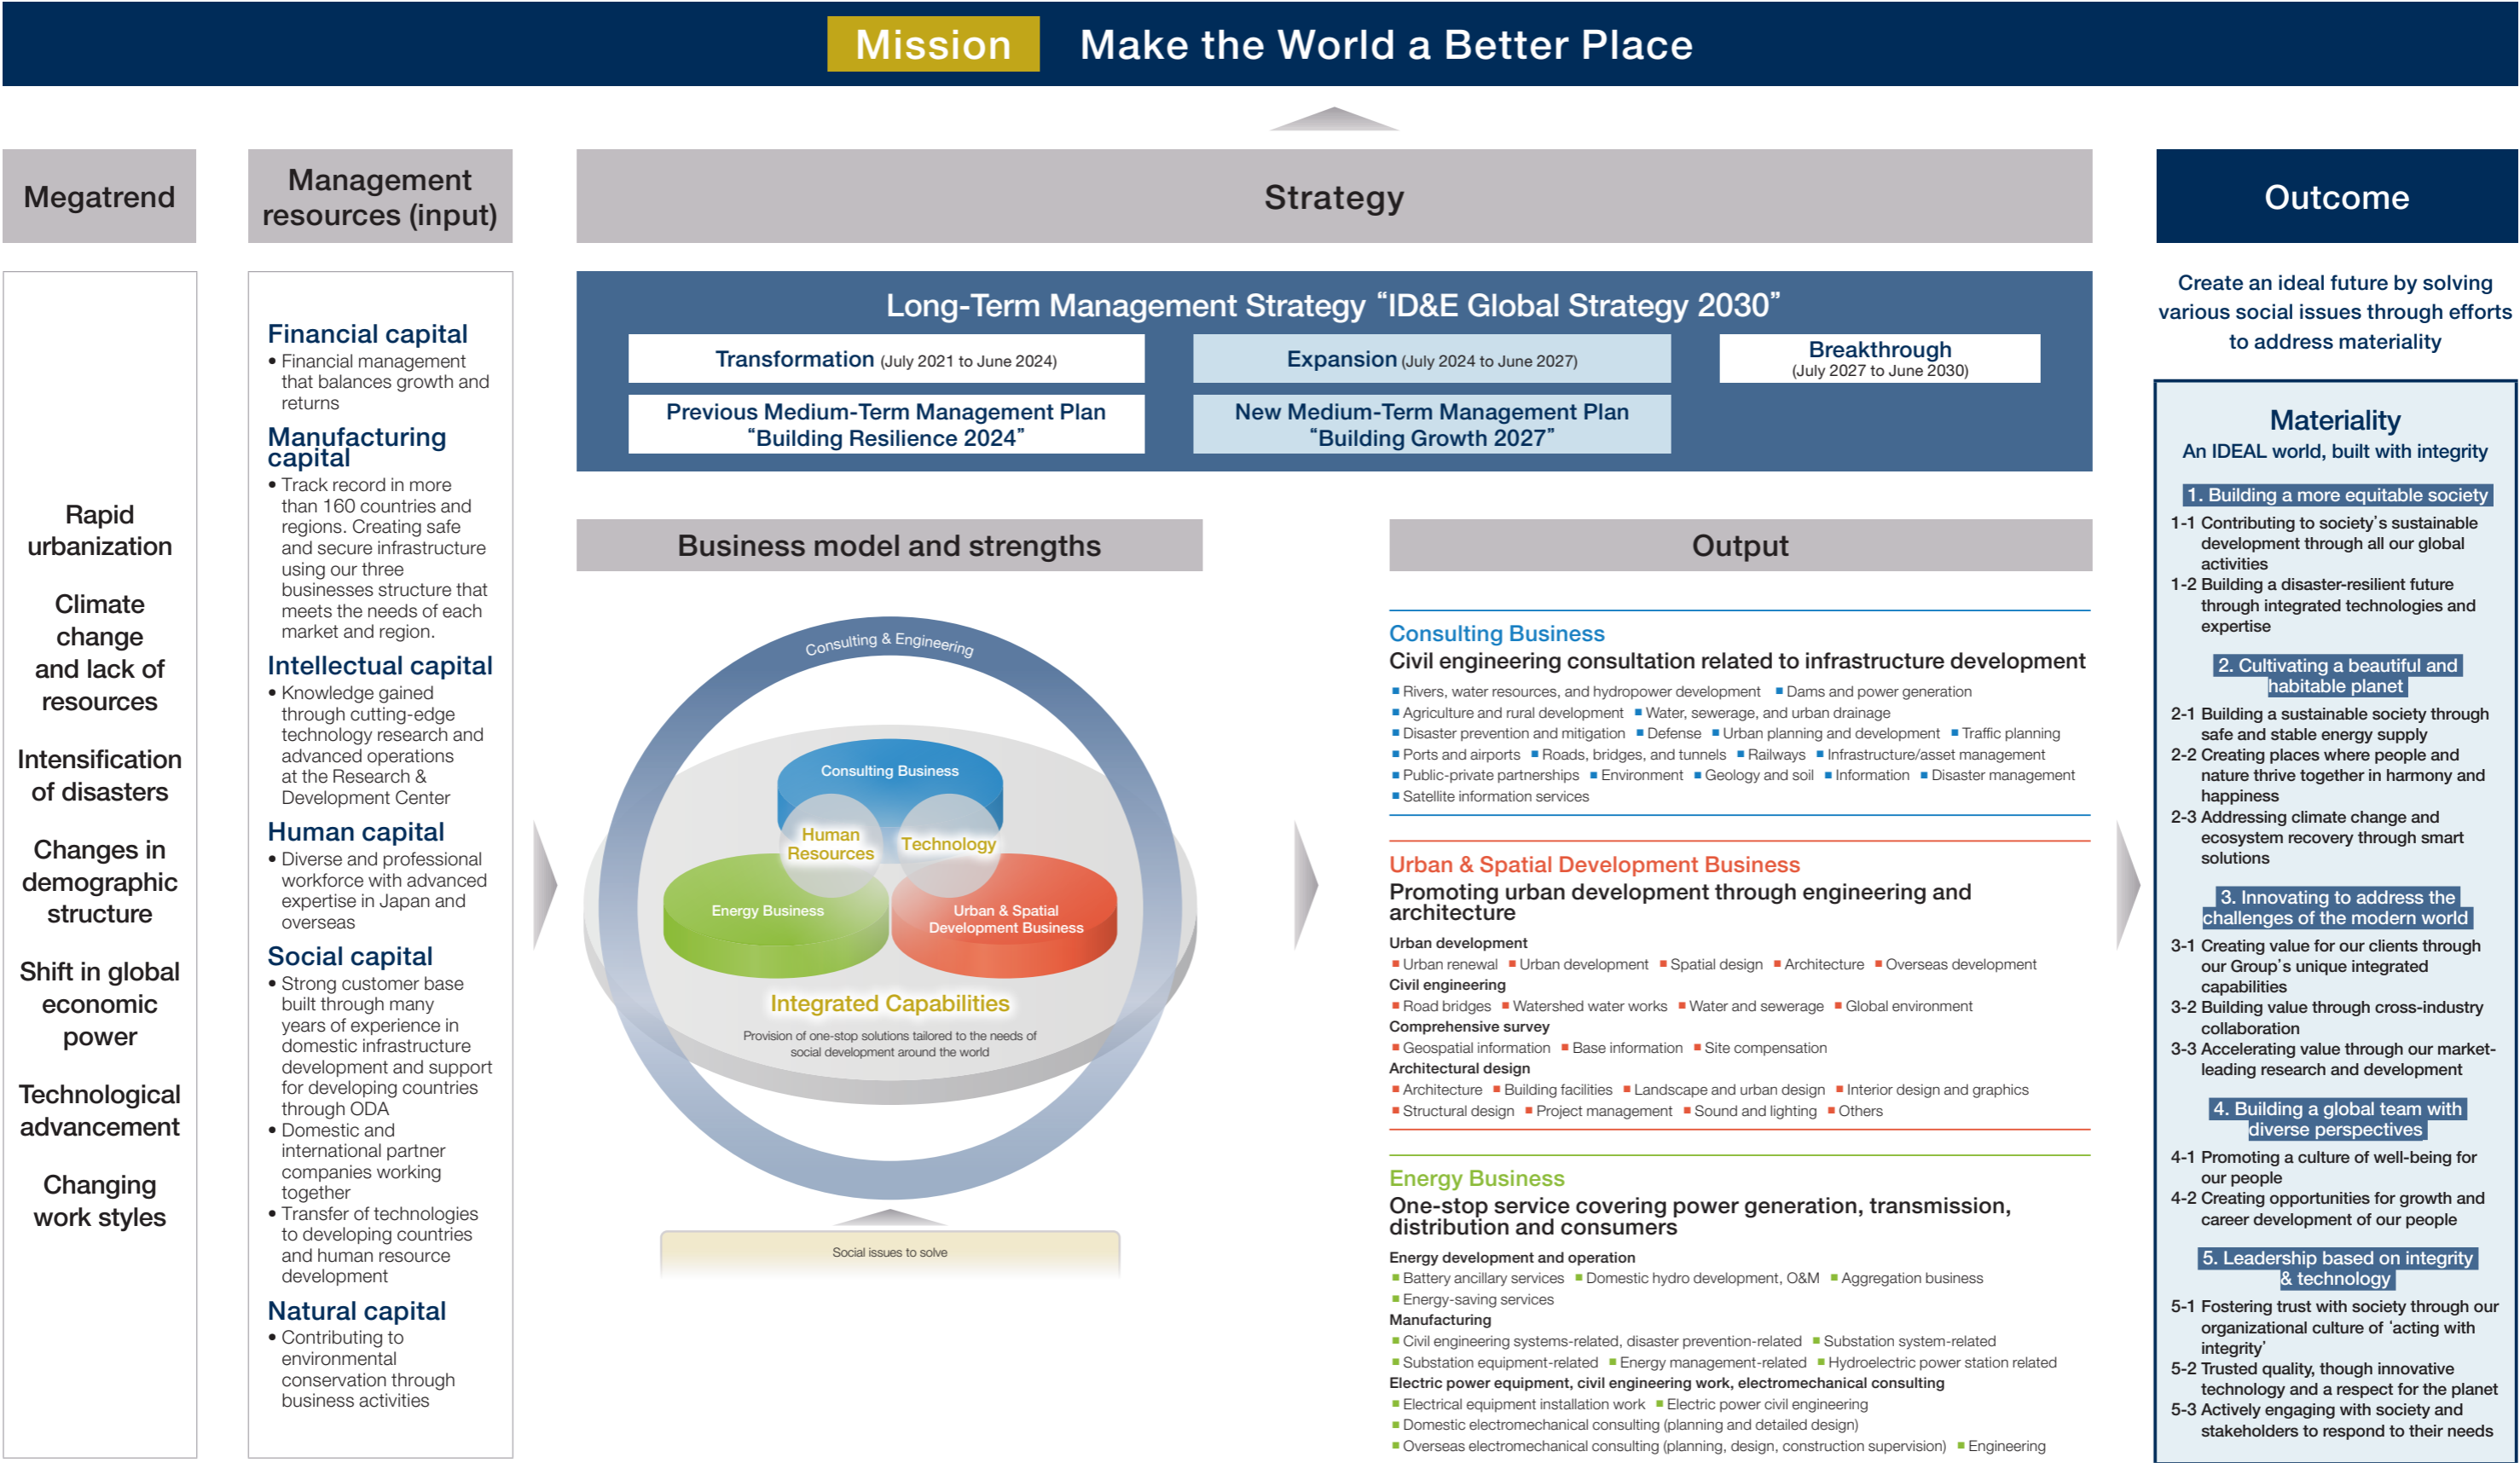 Mission Make the World a Better Place
Megatrend
Rapid
urbanization
Climate
change
and lack of
resources
Intensification
of disasters
Changes in
demographic
structure
Shift in global
economic
power
Technological
advancement
Changing
work styles
Management
resources (input)
Financial capital
• Financial management
that balances growth and
returns
Manufacturing
capital
• Track record in more
than 160 countries and
regions. Creating safe
and secure infrastructure
using our three
businesses structure that
meets the needs of each
market and region.
Intellectual capital
• Knowledge gained
through cutting-edge
technology research and
advanced operations
at the Research &
Development Center
Human capital
• Diverse and professional
workforce with advanced
expertise in Japan and
overseas
Social capital
• Strong customer base
built through many
years of experience in
domestic infrastructure
development and support
for developing countries
through ODA
• Domestic and
international partner
companies working
together
• Transfer of technologies
to developing countries
and human resource
development
Natural capital
• Contributing to
environmental
conservation through
business activities
Strategy
Long-Term Management Strategy “ID&E Global Strategy 2030”
Transformation (July 2021 to June 2024)
Expansion (July 2024 to June 2027)
Breakthrough
(July 2027 to June 2030)
Previous Medium-Term Management Plan
“Building Resilience 2024”
New Medium-Term Management Plan
“Building Growth 2027”
Business model and strengths
Consulting & Engineering
Consulting Business
Human
Resources
Technology
Energy Business
Urban & Spatial
Development Business
Integrated Capabilities
Provision of one-stop solutions tailored to the needs of
social development around the world
Social issues to solve
Output
Consulting Business
Civil engineering consultation related to infrastructure development
■ Rivers, water resources, and hydropower development ■ Dams and power generation
■ Agriculture and rural development ■ Water, sewerage, and urban drainage
■ Disaster prevention and mitigation ■ Defense ■ Urban planning and development ■ Traffic planning
■ Ports and airports ■ Roads, bridges, and tunnels ■ Railways ■ Infrastructure/asset management
■ Public-private partnerships ■ Environment ■ Geology and soil ■ Information ■ Disaster management
■ Satellite information services
Urban & Spatial Development Business
Promoting urban development through engineering and
architecture
Urban development
■ Urban renewal ■ Urban development ■ Spatial design ■ Architecture ■ Overseas development
Civil engineering
■ Road bridges ■ Watershed water works ■ Water and sewerage ■ Global environment
Comprehensive survey
■ Geospatial information ■ Base information ■ Site compensation
Architectural design
■ Architecture ■ Building facilities ■ Landscape and urban design ■ Interior design and graphics
■ Structural design ■ Project management ■ Sound and lighting ■ Others
Energy Business
One-stop service covering power generation, transmission,
distribution and consumers
Energy development and operation
■ Battery ancillary services ■ Domestic hydro development, O&M ■ Aggregation business
■ Energy-saving services
Manufacturing
■ Civil engineering systems-related, disaster prevention-related ■ Substation system-related
■ Substation equipment-related ■ Energy management-related ■ Hydroelectric power station related
Electric power equipment, civil engineering work, electromechanical consulting
■ Electrical equipment installation work ■ Electric power civil engineering
■ Domestic electromechanical consulting (planning and detailed design)
■ Overseas electromechanical consulting (planning, design, construction supervision) ■ Engineering
Outcome
Create an ideal future by solving
various social issues through efforts
to address materiality
Materiality
An IDEAL world, built with integrity
1. Building a more equitable society
1-1 Contributing to society’s sustainable
development through all our global
activities
1-2 Building a disaster-resilient future
through integrated technologies and
expertise
2. Cultivating a beautiful and
habitable planet
2-1 Building a sustainable society through
safe and stable energy supply
2-2 Creating places where people and
nature thrive together in harmony and
happiness
2-3 Addressing climate change and
ecosystem recovery through smart
solutions
3. Innovating to address the
challenges of the modern world
3-1 Creating value for our clients through
our Group’s unique integrated
capabilities
3-2 Building value through cross-industry
collaboration
3-3 Accelerating value through our market-
leading research and development
4. Building a global team with
diverse perspectives
4-1 Promoting a culture of well-being for
our people
4-2 Creating opportunities for growth and
career development of our people
5. Leadership based on integrity
& technology
5-1 Fostering trust with society through our
organizational culture of ‘acting with
integrity’
5-2 Trusted quality, though innovative
technology and a respect for the planet
5-3 Actively engaging with society and
stakeholders to respond to their needs